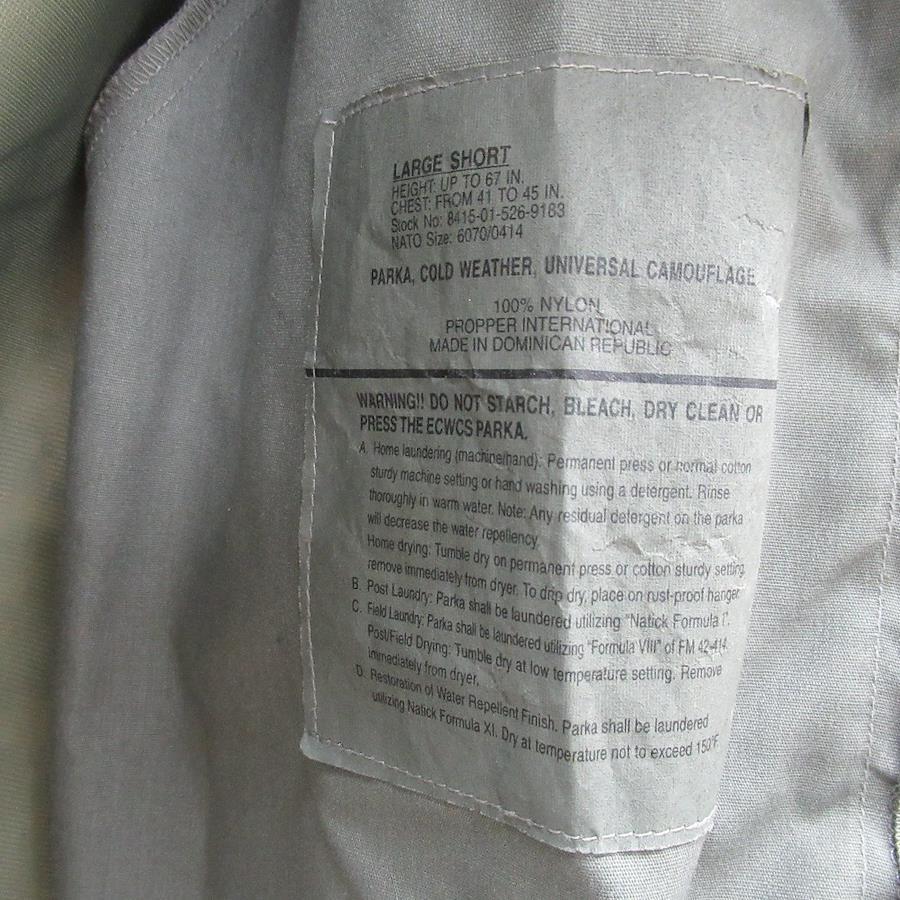 LARGE SHORT
HEIGHT: UP TO 67 IN.
CHEST: FROM 41 TO 45 IN.
Stock No: 8415-01-526-9183
NATO Size: 6070/0414
PARKA, COLD WEATHER, UNIVERSAL CAMOUFLAGE
100% NYLON
PROPPER INTERNATIONAL
MADE IN DOMINICAN REPUBLIC
WARNING!! DO NOT STARCH, BLEACH, DRY CLEAN OR
PRESS THE ECWCS PARKA.
A. Home laundering (machine/hand): Permanent press or normal cotton
sturdy machine setting or hand washing using a detergent. Rinse
thoroughly in warm water. Note: Any residual detergent on the parka
will decrease the water repellency.
Home drying: Tumble dry on permanent press or cotton sturdy setting,
remove immediately from dryer. To drip dry, place on rust-proof hanger.
B. Post Laundry: Parka shall be laundered utilizing "Natick Formula I".
C. Field Laundry: Parka shall be laundered utilizing "Formula VIII" of FM 42-414.
Post/Field Drying: Tumble dry at low temperature setting. Remove
immediately from dryer.
D. Restoration of Water Repellent Finish. Parka shall be laundered
utilizing Natick Formula XI. Dry at temperature not to exceed 150°F.